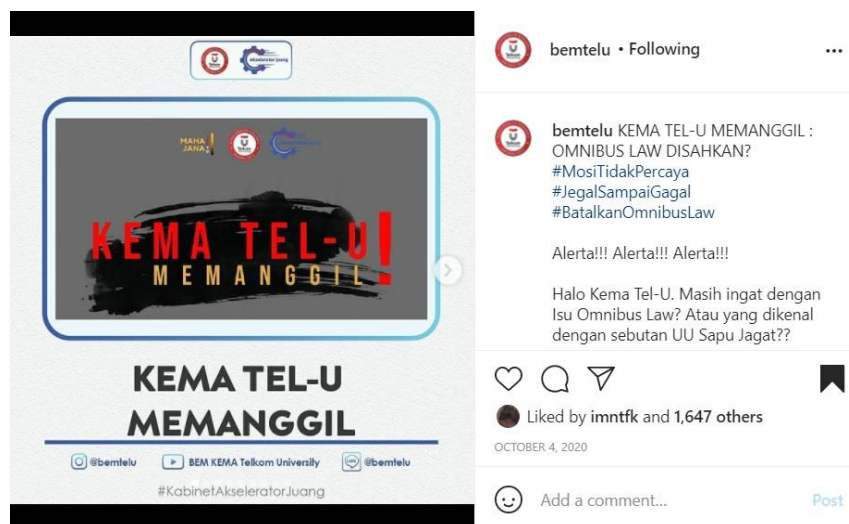 Akselerator Juang
MAHA
JANA!
KEMA TEL-U!
MEMANGGIL
KEMA TEL-U
MEMANGGIL
@bemtelu
BEM KEMA Telkom University
@bemtelu
#KabinetAkseleratorJuang
bemtelu • Following
bemtelu KEMA TEL-U MEMANGGIL :
OMNIBUS LAW DISAHKAN?
#MosiTidakPercaya
#JegalSampaiGagal
#BatalkanOmnibusLaw
Alerta!!! Alerta!!! Alerta!!!
Halo Kema Tel-U. Masih ingat dengan
Isu Omnibus Law? Atau yang dikenal
dengan sebutan UU Sapu Jagat??
Liked by imntfk and 1,647 others
OCTOBER 4, 2020
Add a comment...
Post